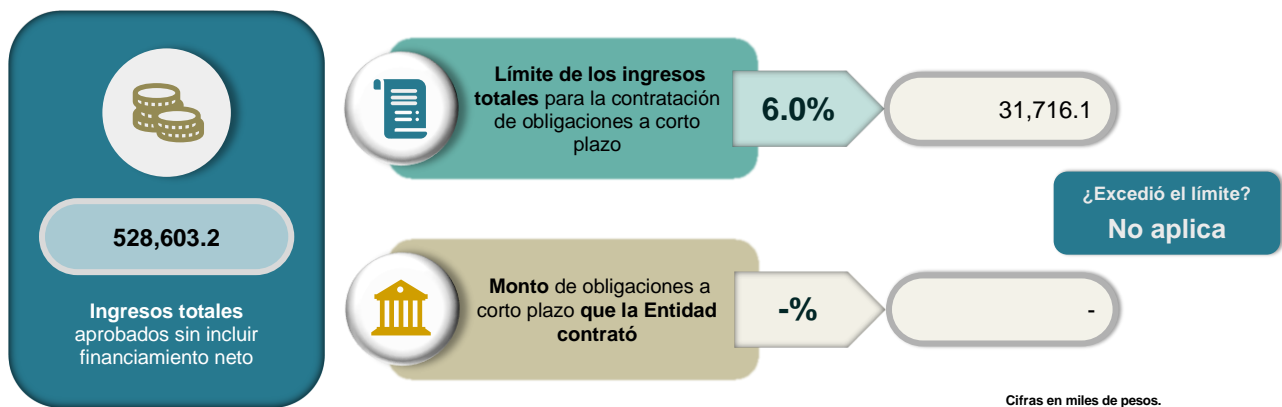 528,603.2
Ingresos totales
aprobados sin incluir
financiamiento neto
Límite de los ingresos
totales para la contratación
de obligaciones a corto
plazo
6.0%
31,716.1
¿Excedió el límite?
No aplica
Monto de obligaciones a
corto plazo que la Entidad
contrató
-%
-
Cifras en miles de pesos.